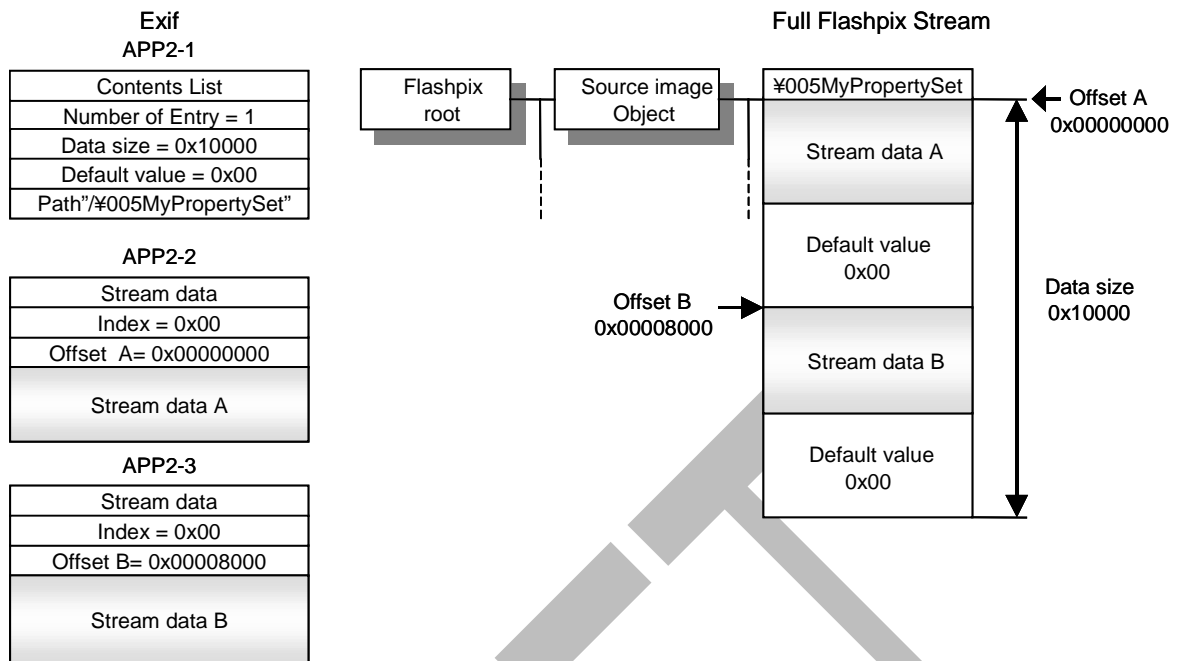 Exif
APP2-1
Contents List
Number of Entry = 1
Data size = 0x10000
Default value = 0x00
Path"/¥005MyPropertySet"
APP2-2
Stream data
Index = 0x00
Offset A= 0x00000000
Stream data A
APP2-3
Stream data
Index = 0x00
Offset B= 0x00008000
Stream data B
Full Flashpix Stream
Flashpix
root
Source image
Object
¥005MyPropertySet
Stream data A
Default value
0x00
Stream data B
Default value
0x00
Offset A
0x00000000
Offset B
0x00008000
Data size
0x10000